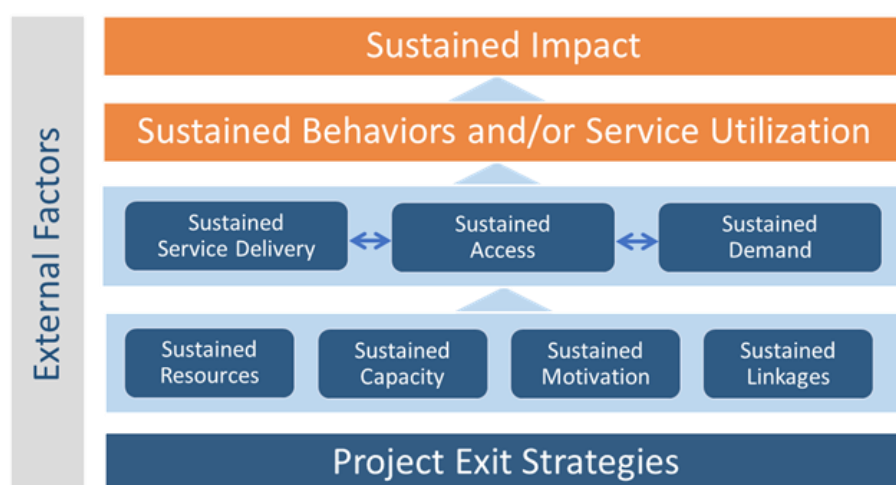 External Factors
Sustained Impact
Sustained Behaviors and/or Service Utilization
Sustained
Service Delivery
Sustained
Access
Sustained
Demand
Sustained
Resources
Sustained
Capacity
Sustained
Motivation
Sustained
Linkages
Project Exit Strategies